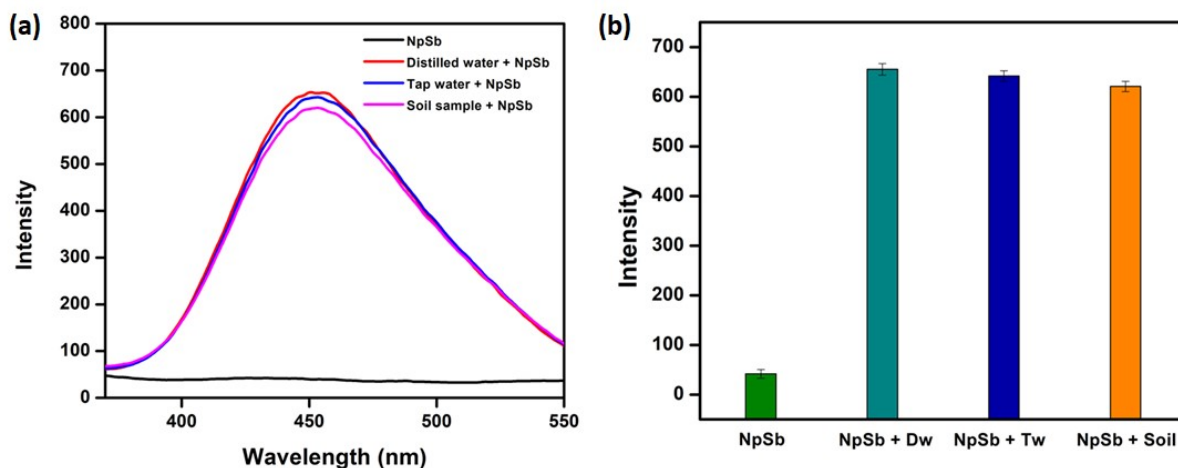 (a)
800
700
600
500
400
300
200
100
0
Intensity
NpSb
Distilled water + NpSb
Tap water + NpSb
Soil sample + NpSb
400
450
500
550
Wavelength (nm)
(b)
700
600
500
400
300
200
100
0
Intensity
NpSb
NpSb + Dw
NpSb + Tw
NpSb + Soil